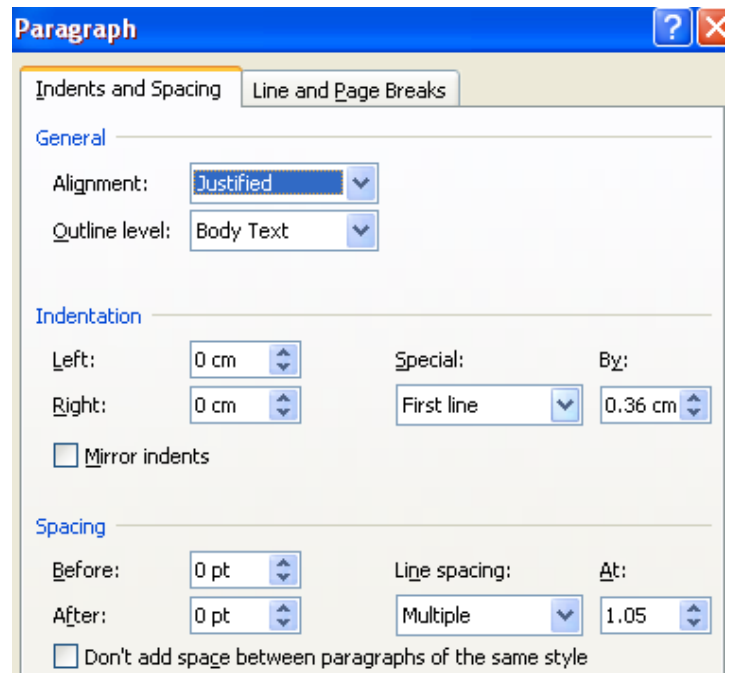 Paragraph ?
Indents and Spacing Line and Page Breaks
General
Alignment: Justified
Outline level: Body Text
Indentation
Left: 0 cm Special: By:
Right: 0 cm First line 0.36 cm
Mirror indents
Spacing
Before: 0 pt Line spacing: At:
After: 0 pt Multiple 1.05
Don't add space between paragraphs of the same style